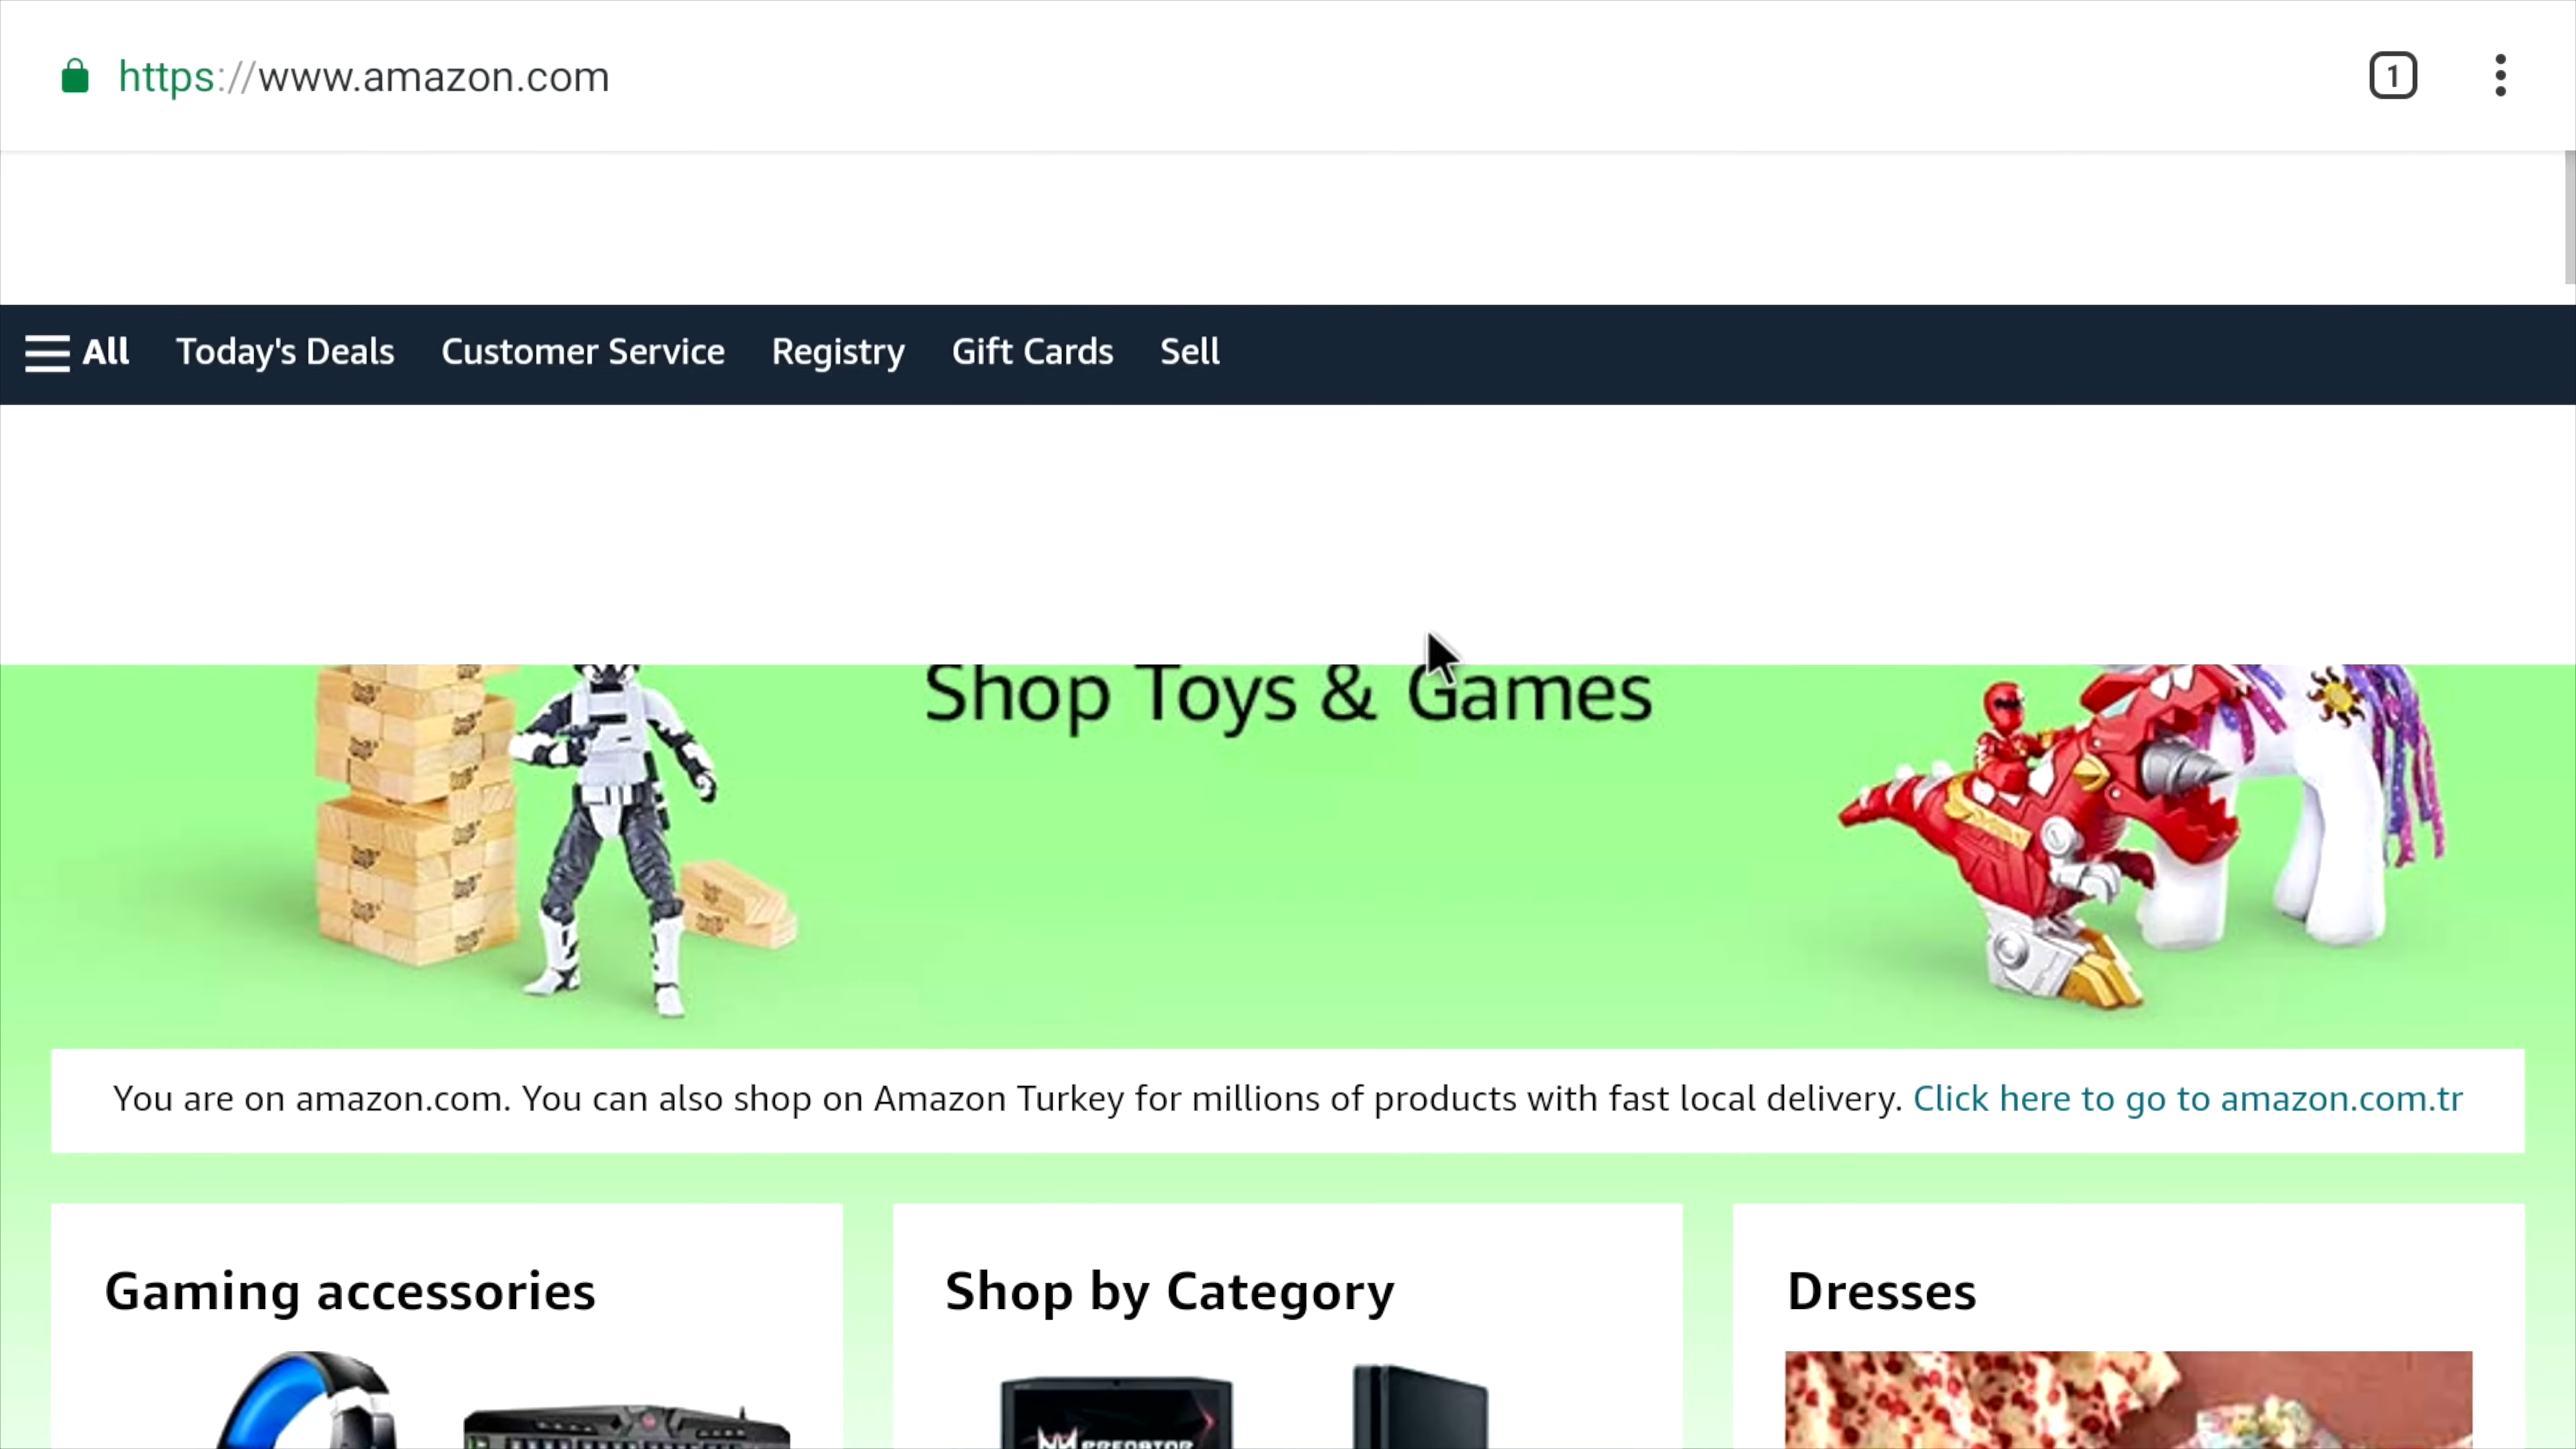 https://www.amazon.com
1
All Today's Deals Customer Service Registry Gift Cards Sell
Shop Toys & Games
You are on amazon.com. You can also shop on Amazon Turkey for millions of products with fast local delivery. Click here to go to amazon.com.tr
Gaming accessories Shop by Category Dresses
PREDATOR